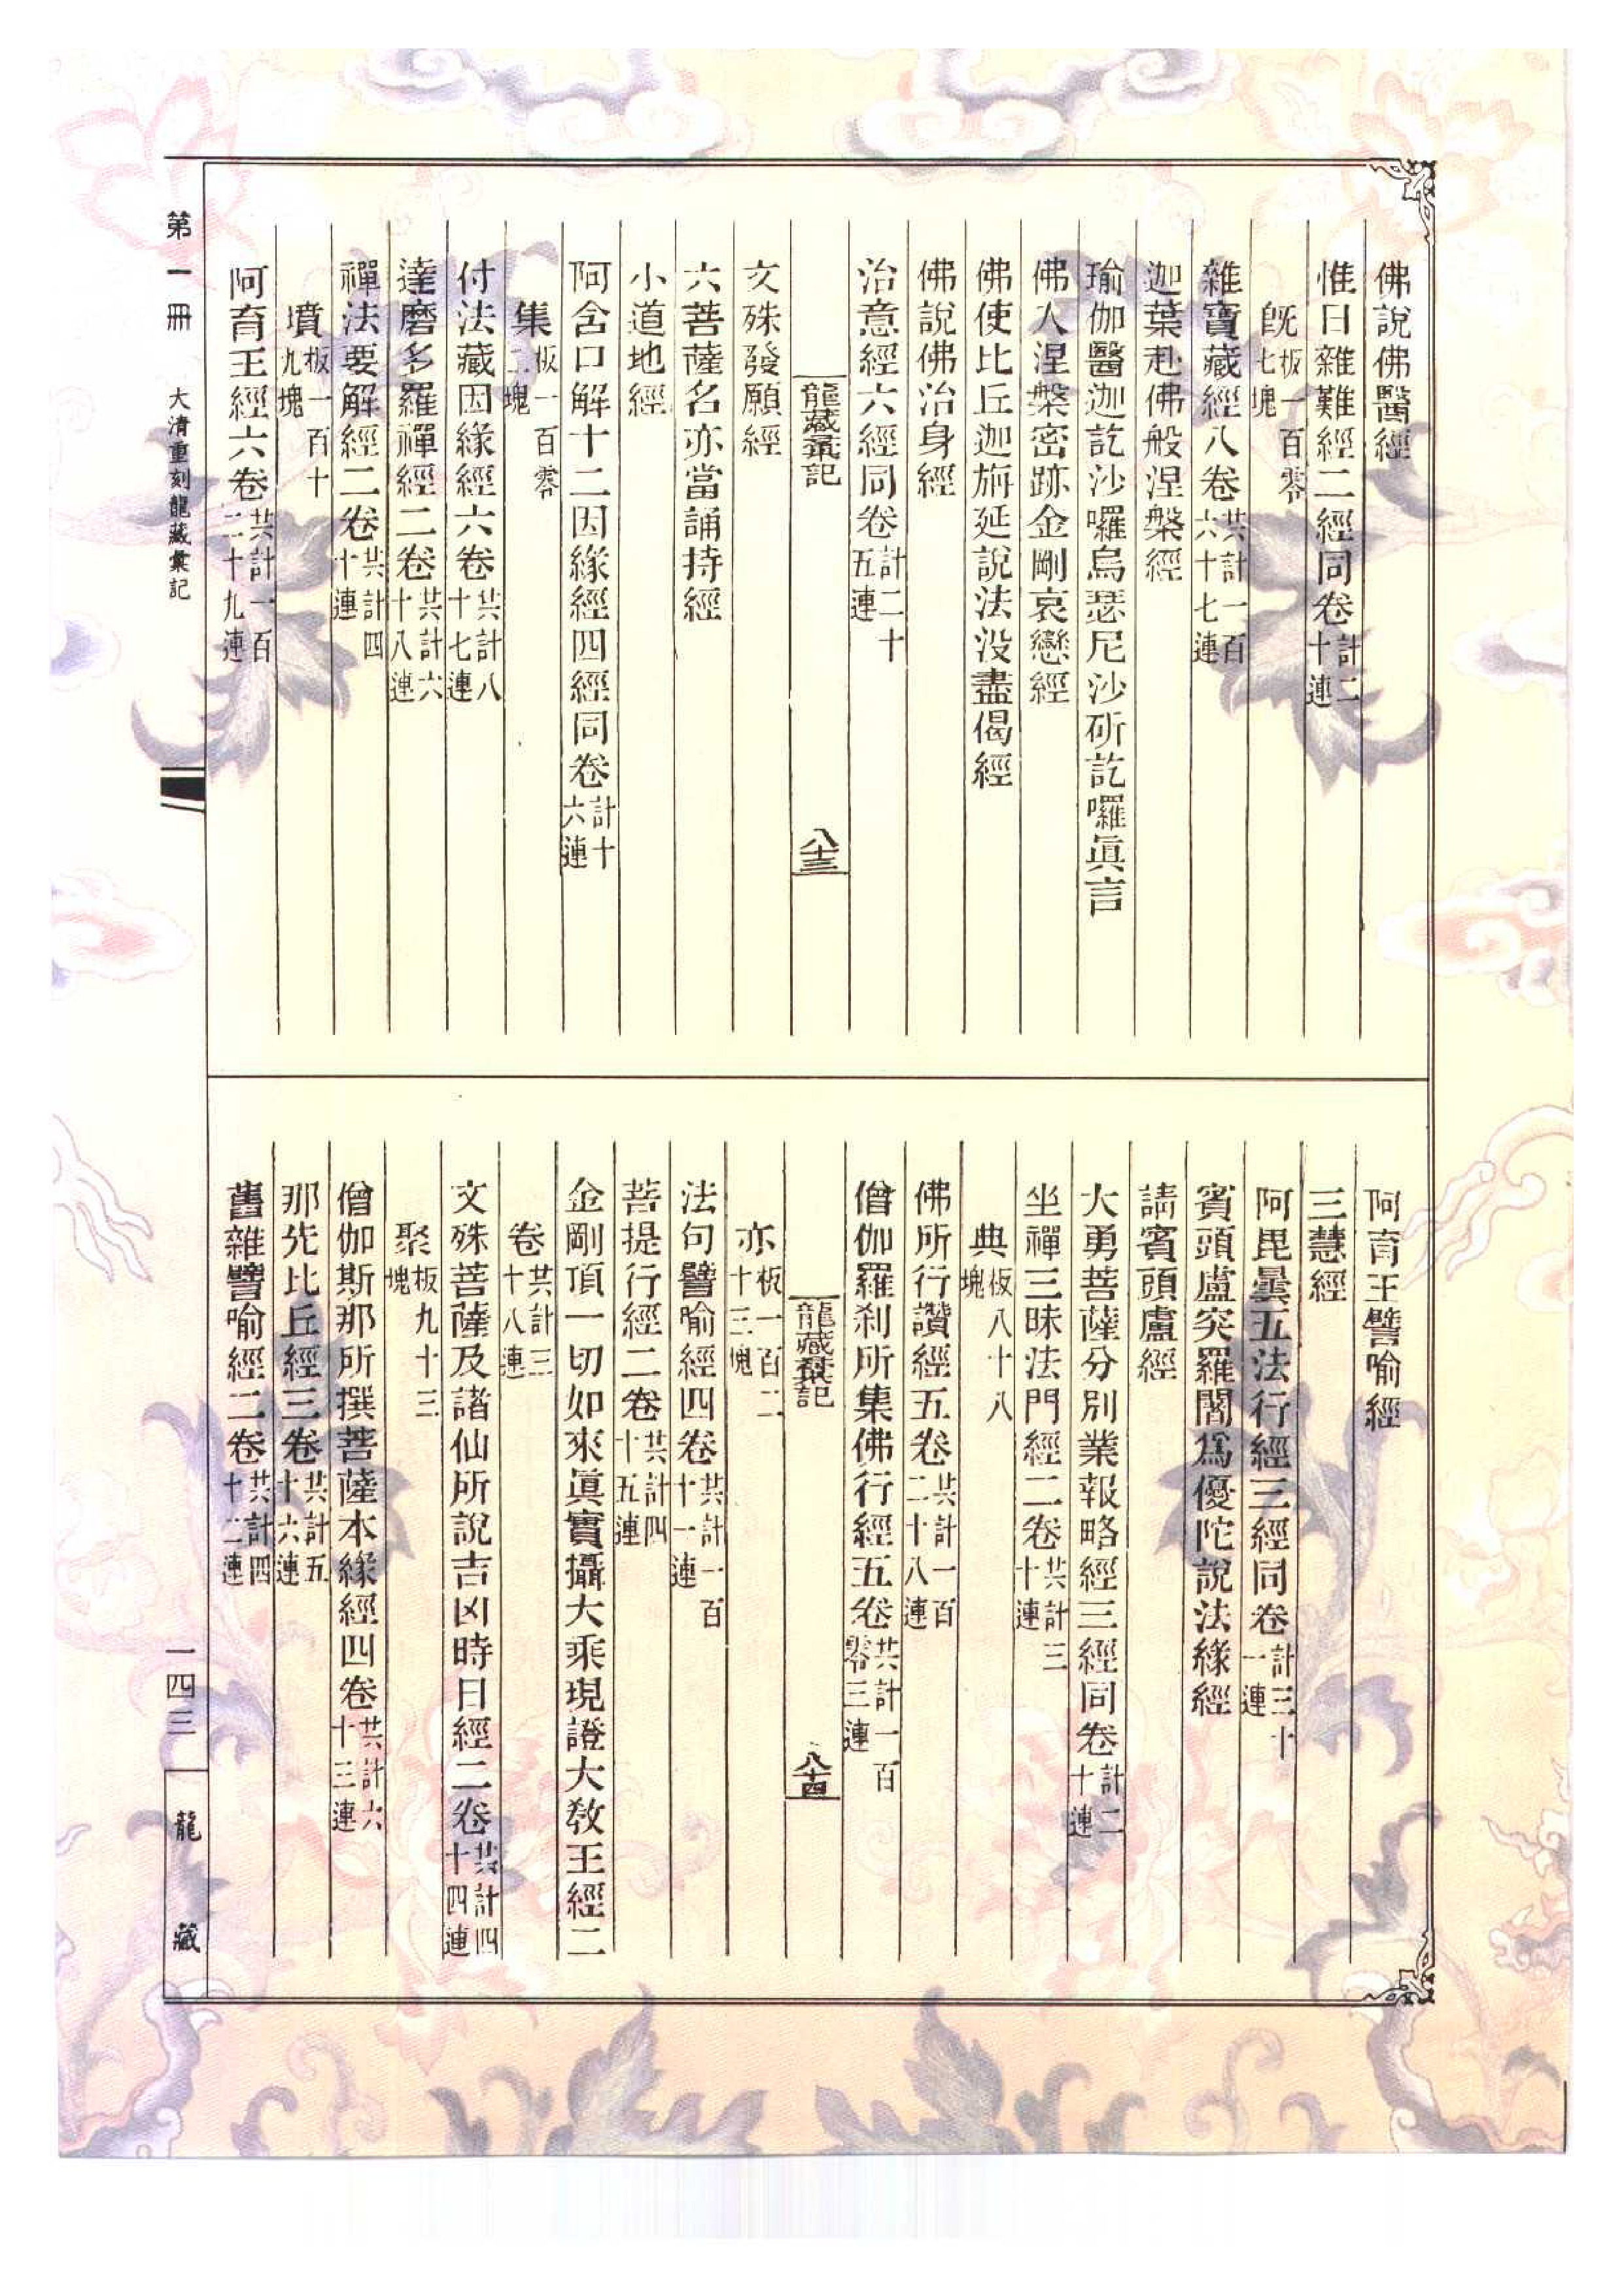 佛說佛醫經
惟日雜難經二經同卷計二十連
旣板一百零七塊
雜寶藏經八卷共計一百六十七連
迦葉赴佛般涅槃經
瑜伽醫迦訖沙囉烏瑟尼沙斫訖囉眞言
佛入涅槃密跡金剛哀戀經
佛使比丘迦旃延說法沒盡偈經
佛說佛治身經
治意經六經同卷計二十五連
龍藏彙記 八十三
文殊發願經
六菩薩名亦當誦持經
小道地經
阿含口解十二因緣經四經同卷計十六連
集板一百零二塊
付法藏因緣經六卷共計八十七連
達磨多羅禪經二卷共計六十八連
禪法要解經二卷共計四十連
墳板一百十九塊
阿育王經六卷共計一百二十九連
阿育王譬喻經
三慧經
阿毘曇五法行經三經同卷計三十一連
賓頭盧突羅闍爲優陀說法緣經
請賓頭盧經
大勇菩薩分別業報略經三經同卷計二十連
坐禪三昧法門經二卷共計三十連
典板八十八塊
佛所行讚經五卷共計一百二十八連
僧伽羅刹所集佛行經五卷共計一百零三連
龍藏彙記 八十四
亦板一百二十三塊
法句譬喻經四卷共計一百十一連
菩提行經二卷共計四十五連
金剛頂一切如來眞實攝大乘現證大教王經二
卷共計三十八連
文殊菩薩及諸仙所說吉凶時日經二卷共計四十四連
聚板九十三塊
僧伽斯那所撰菩薩本緣經四卷共計六十三連
那先比丘經三卷共計五十六連
舊雜譬喻經二卷共計四十二連
第一冊 大清重刻龍藏彙記
一四三
龍藏